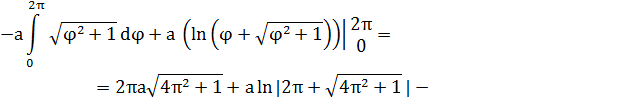 −a∫₀^{2π} √(φ² + 1) dφ + a (ln (φ + √(φ² + 1)))|₀^{2π} =
= 2πa√(4π² + 1) + a ln|2π + √(4π² + 1) | −